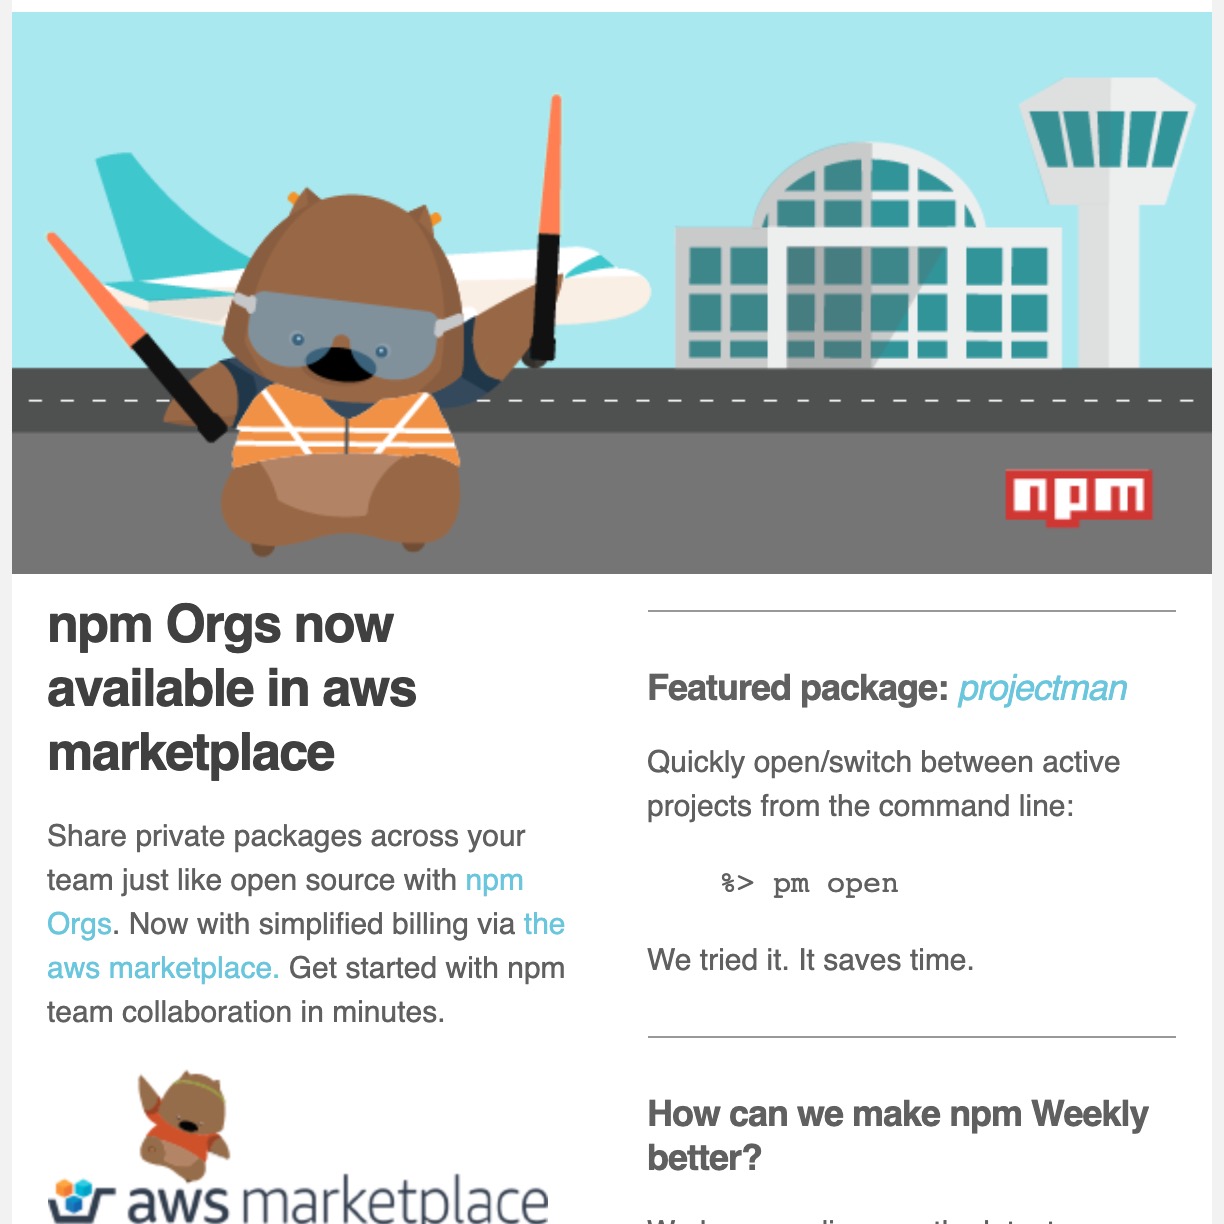 npm
npm Orgs now
available in aws
marketplace
Share private packages across your
team just like open source with npm
Orgs. Now with simplified billing via the
aws marketplace. Get started with npm
team collaboration in minutes.
aws marketplace
Featured package: projectman
Quickly open/switch between active
projects from the command line:
%> pm open
We tried it. It saves time.
How can we make npm Weekly
better?